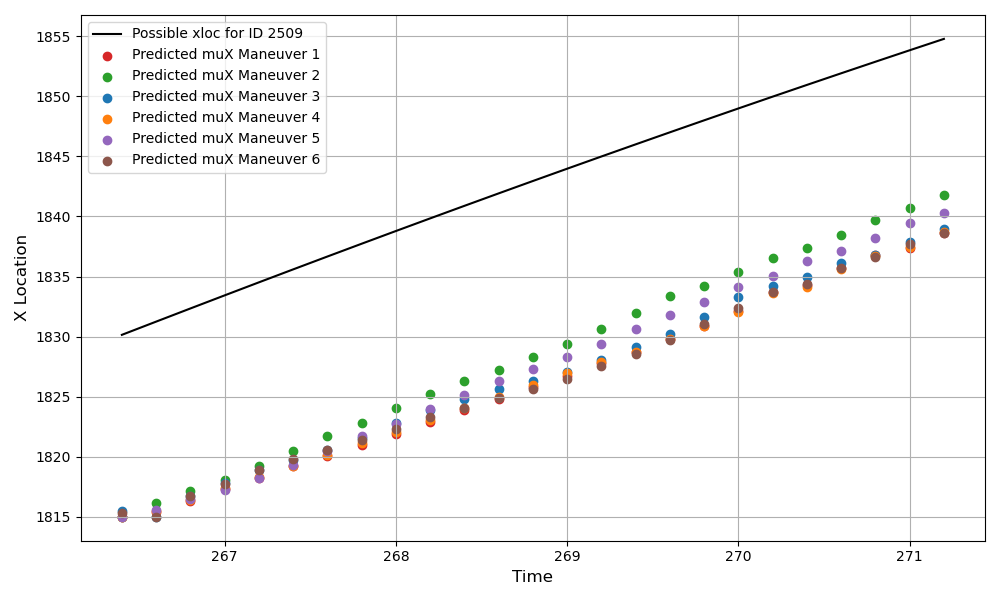 Possible xloc for ID 2509
Predicted muX Maneuver 1
Predicted muX Maneuver 2
Predicted muX Maneuver 3
Predicted muX Maneuver 4
Predicted muX Maneuver 5
Predicted muX Maneuver 6
X Location
1855
1850
1845
1840
1835
1830
1825
1820
1815
267 268 269 270 271
Time